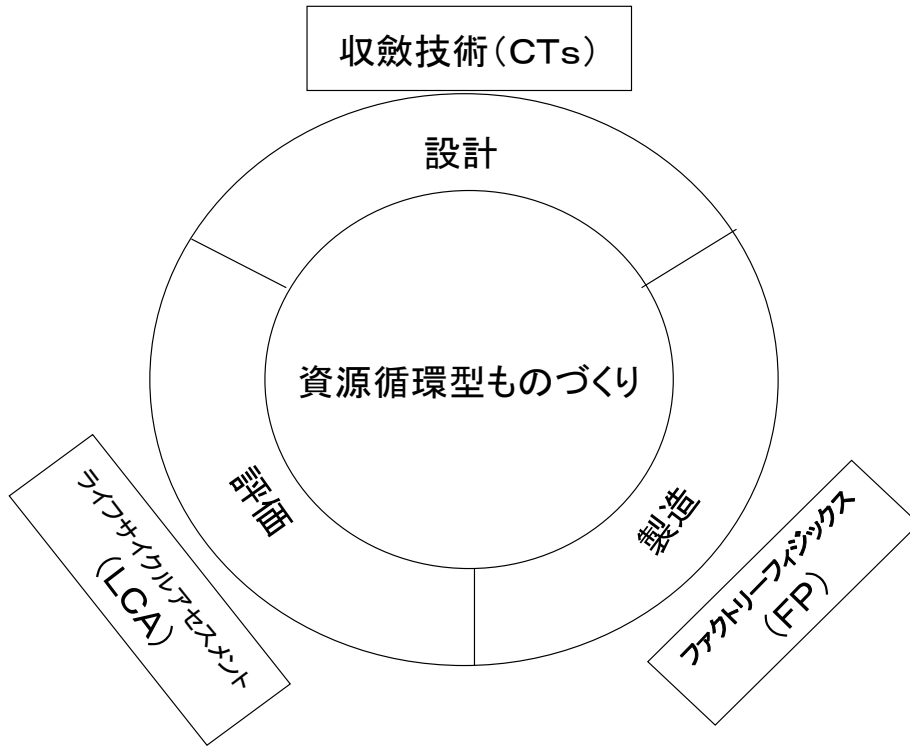 収斂技術(CTs)
設計
資源循環型ものづくり
評価
製造
ライフサイクルアセスメント
(LCA)
ファクトリーフィジックス
(FP)